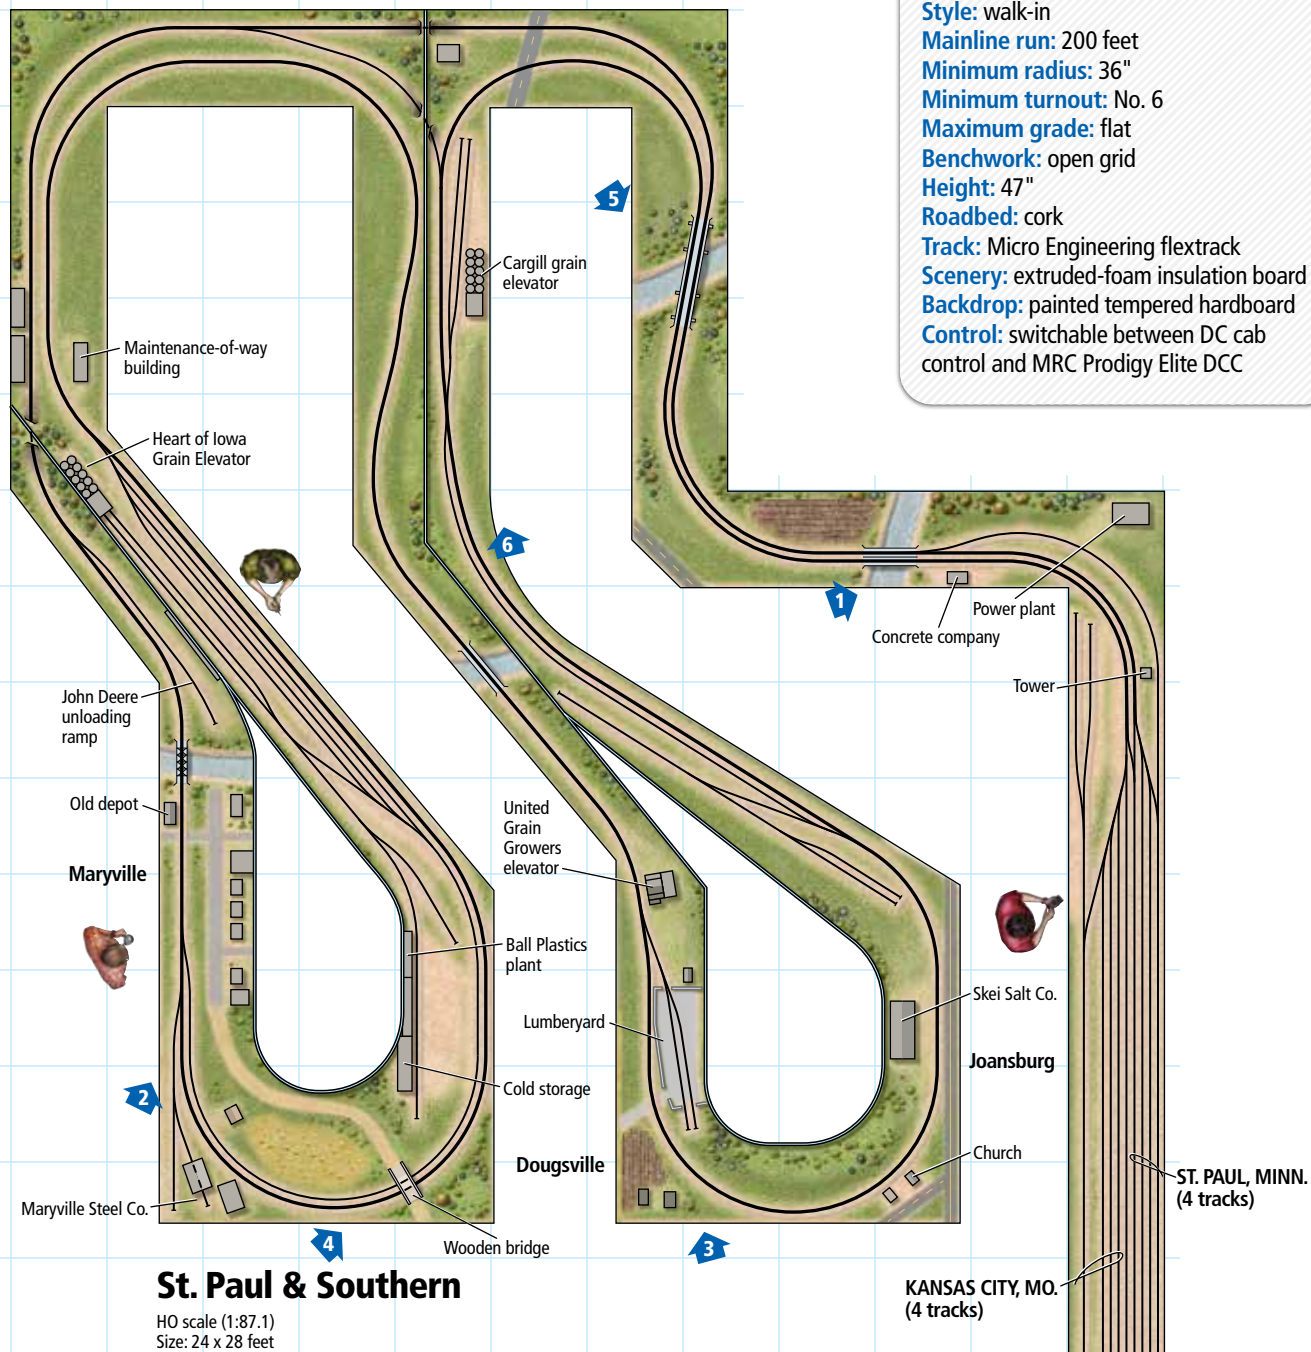 Style: walk-in
Mainline run: 200 feet
Minimum radius: 36"
Minimum turnout: No. 6
Maximum grade: flat
Benchwork: open grid
Height: 47"
Roadbed: cork
Track: Micro Engineering flextrack
Scenery: extruded-foam insulation board
Backdrop: painted tempered hardboard
Control: switchable between DC cab
control and MRC Prodigy Elite DCC
5
Cargill grain
elevator
Maintenance-of-way
building
Heart of Iowa
Grain Elevator
6
1
Power plant
Concrete company
Tower
John Deere
unloading
ramp
Old depot
Maryville
United
Grain
Growers
elevator
Ball Plastics
plant
Skei Salt Co.
Lumberyard
Joansburg
Cold storage
2
Church
Dougsville
ST. PAUL, MINN.
(4 tracks)
Maryville Steel Co.
4
Wooden bridge
3
KANSAS CITY, MO.
(4 tracks)
St. Paul & Southern
HO scale (1:87.1)
Size: 24 x 28 feet